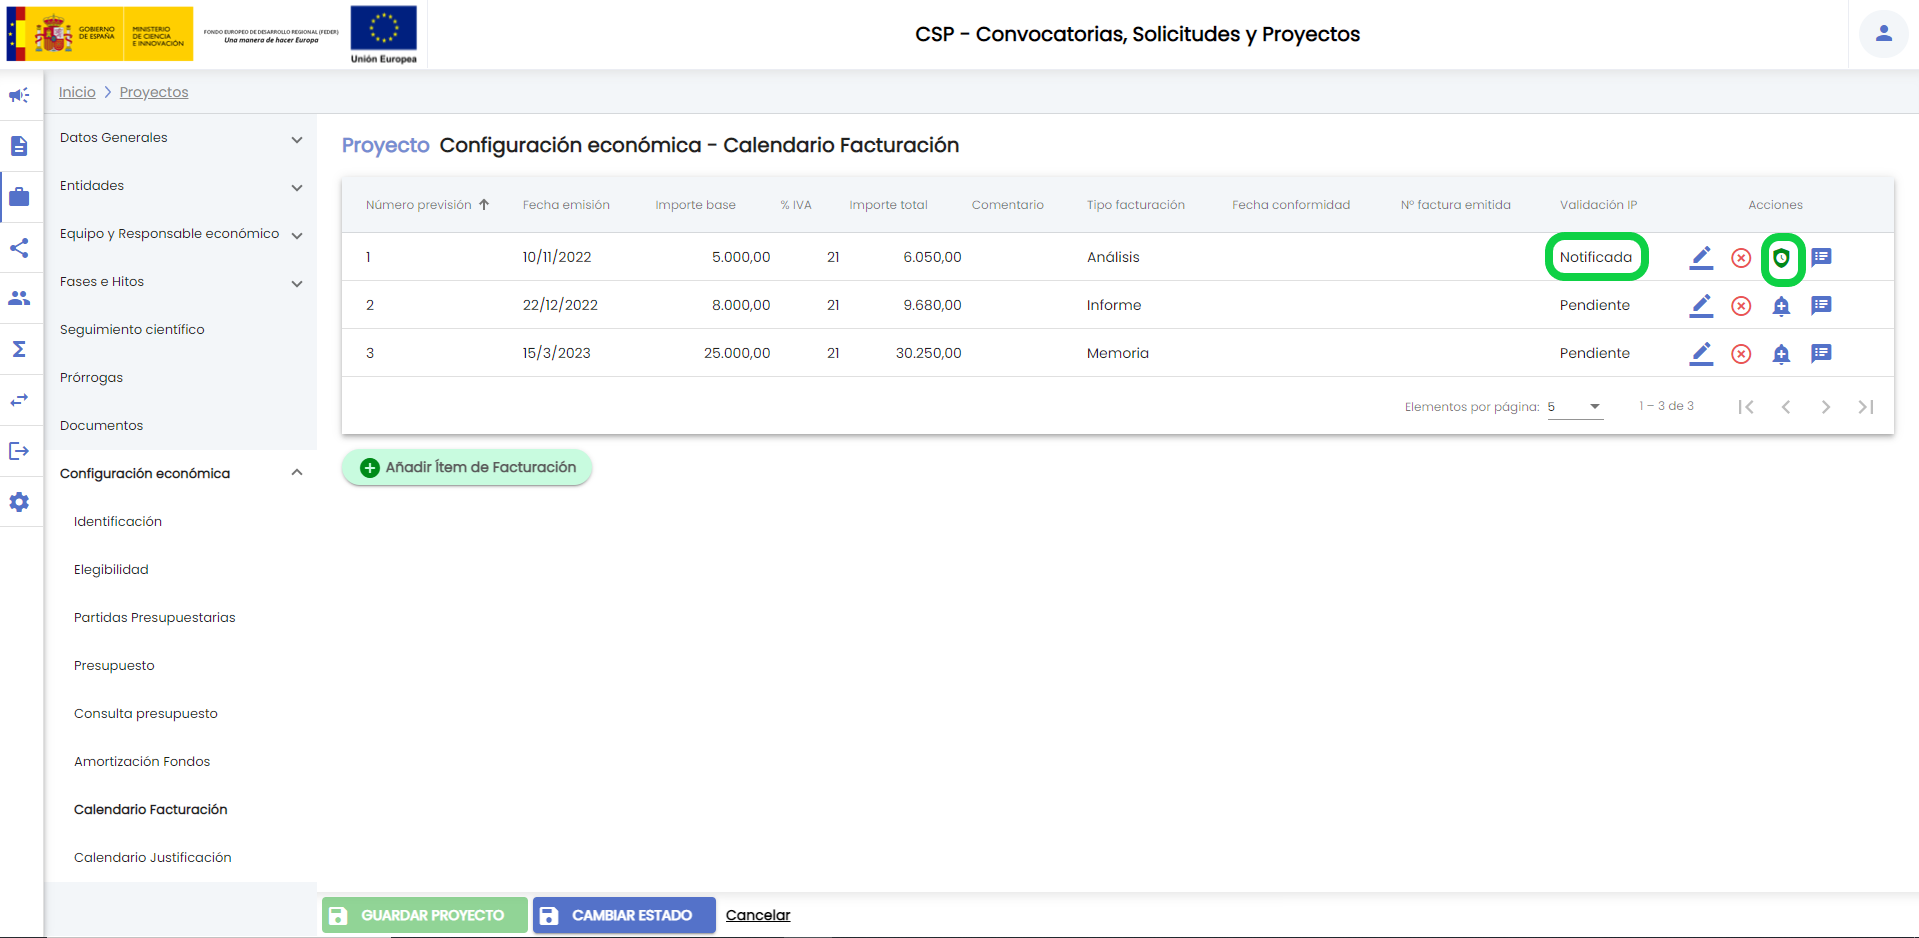 GOBIERNO
DE ESPAÑA
MINISTERIO
DE CIENCIA
E INNOVACIÓN
FONDO EUROPEO DE DESARROLLO REGIONAL (FEDER)
Una manera de hacer Europa
Unión Europea
CSP - Convocatorias, Solicitudes y Proyectos
Inicio > Proyectos
Datos Generales
Entidades
Equipo y Responsable económico
Fases e Hitos
Seguimiento científico
Prórrogas
Documentos
Configuración económica
Identificación
Elegibilidad
Partidas Presupuestarias
Presupuesto
Consulta presupuesto
Amortización Fondos
Calendario Facturación
Calendario Justificación
Proyecto Configuración económica - Calendario Facturación
Número previsión Fecha emisión Importe base % IVA Importe total Comentario Tipo facturación Fecha conformidad Nº factura emitida Validación IP Acciones
1 10/11/2022 5.000,00 21 6.050,00 Análisis Notificada
2 22/12/2022 8.000,00 21 9.680,00 Informe Pendiente
3 15/3/2023 25.000,00 21 30.250,00 Memoria Pendiente
Elementos por página: 5 1 – 3 de 3
Añadir Ítem de Facturación
GUARDAR PROYECTO CAMBIAR ESTADO Cancelar